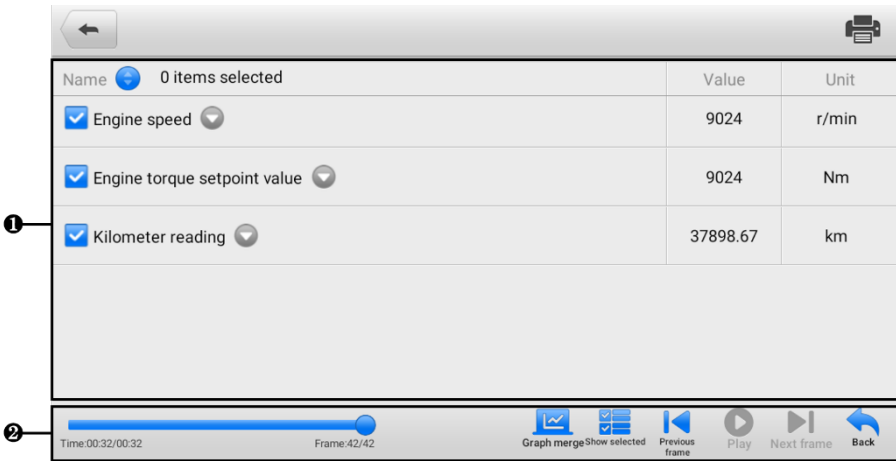 Name 0 items selected Value Unit
Engine speed 9024 r/min
Engine torque setpoint value 9024 Nm
❶
Kilometer reading 37898.67 km
❷
Time:00:32/00:32 Frame:42/42 Graph merge Show selected Previous frame Play Next frame Back